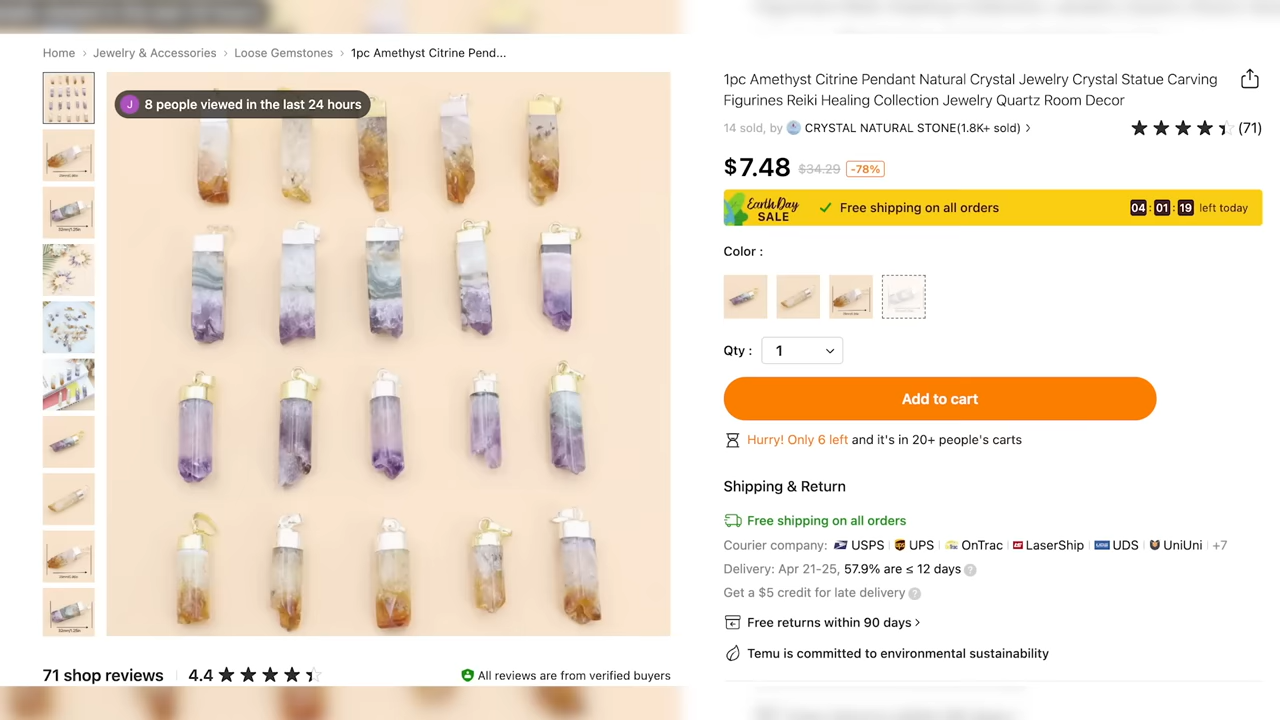 Home › Jewelry & Accessories › Loose Gemstones › 1pc Amethyst Citrine Pend...
J 8 people viewed in the last 24 hours
71 shop reviews 4.4
All reviews are from verified buyers
1pc Amethyst Citrine Pendant Natural Crystal Jewelry Crystal Statue Carving
Figurines Reiki Healing Collection Jewelry Quartz Room Decor
14 sold, by CRYSTAL NATURAL STONE(1.8K+ sold) ›
(71)
$7.48 $34.29 -78%
Earth Day
SALE
Free shipping on all orders
04 : 01 : 19 left today
Color :
Qty : 1
Add to cart
Hurry! Only 6 left and it's in 20+ people's carts
Shipping & Return
Free shipping on all orders
Courier company: USPS UPS OnTrac LaserShip UDS UniUni +7
Delivery: Apr 21-25, 57.9% are ≤ 12 days ?
Get a $5 credit for late delivery ?
Free returns within 90 days ›
Temu is committed to environmental sustainability